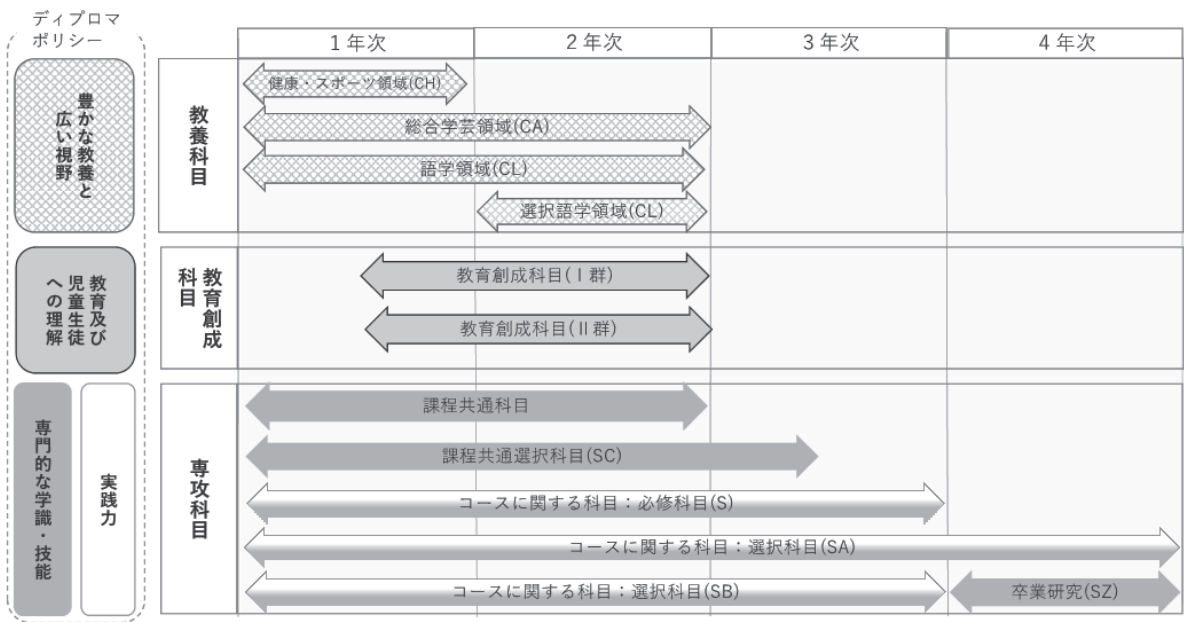 ディプロマ
ポリシー
1年次
2年次
3年次
4年次
豊かな教養と
広い視野
教養科目
健康・スポーツ領域(CH)
総合学芸領域(CA)
語学領域(CL)
選択語学領域(CL)
教育及び
児童生徒
への理解
教育創成
科目
教育創成科目(Ⅰ群)
教育創成科目(Ⅱ群)
専門的な学識・技能
実践力
専攻科目
課程共通科目
課程共通選択科目(SC)
コースに関する科目：必修科目(S)
コースに関する科目：選択科目(SA)
コースに関する科目：選択科目(SB)
卒業研究(SZ)